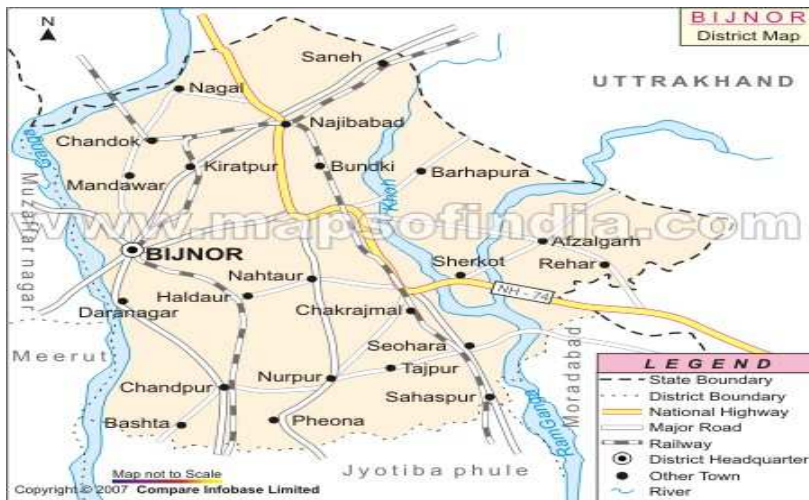 BIJNOR
District Map
N
Saneh
UTTRAKHAND
Nagal
Najibabad
Ganga
Chandok
Kiratpur
Bundki
Barhapura
Mandawar
Khoh
Muzaffarnagar
www.mapsofindia.com
BIJNOR
Afzalgarh
Sherkot
Rehar
Nahtaur
Haldaur
NH - 74
Daranagar
Chakrajmal
Meerut
Seohara
Moradabad
LEGEND
State Boundary
District Boundary
National Highway
Major Road
Railway
District Headquarter
Other Town
River
Nurpur
Tajpur
Chandpur
Sahaspur
RamGanga
Bashta
Pheona
Jyotiba phule
Map not to Scale
Copyright © 2007 Compare Infobase Limited